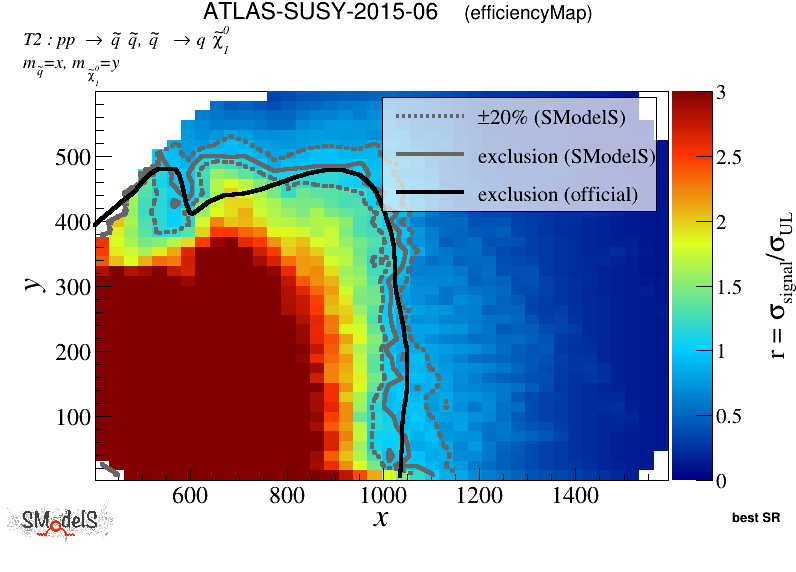 ATLAS-SUSY-2015-06 (efficiencyMap)
T2 : pp → q̃ q̃, q̃ → q χ̃⁰₁
m_q̃=x, m_χ̃⁰₁=y
±20% (SModelS)
exclusion (SModelS)
exclusion (official)
500
400
300
200
100
y
600 800 1000 1200 1400
x
3
2.5
2
1.5
1
0.5
0
r = σ_signal/σ_UL
SModelS
best SR